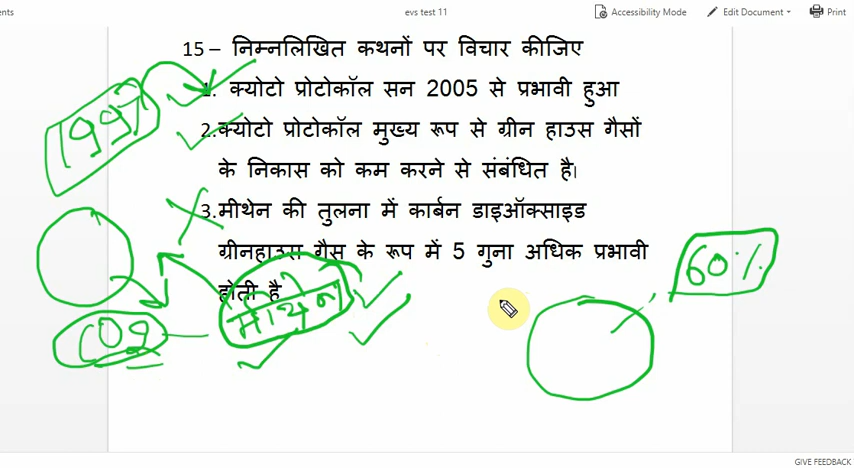 ents
evs test 11
Accessibility Mode
Edit Document
Print
15 – निम्नलिखित कथनों पर विचार कीजिए
1. क्योटो प्रोटोकॉल सन 2005 से प्रभावी हुआ
1997
2.क्योटो प्रोटोकॉल मुख्य रूप से ग्रीन हाउस गैसों
के निकास को कम करने से संबंधित है।
3.मीथेन की तुलना में कार्बन डाइऑक्साइड
ग्रीनहाउस गैस के रूप में 5 गुना अधिक प्रभावी
60%
होती है
मीथेन
CO2
GIVE FEEDBACK